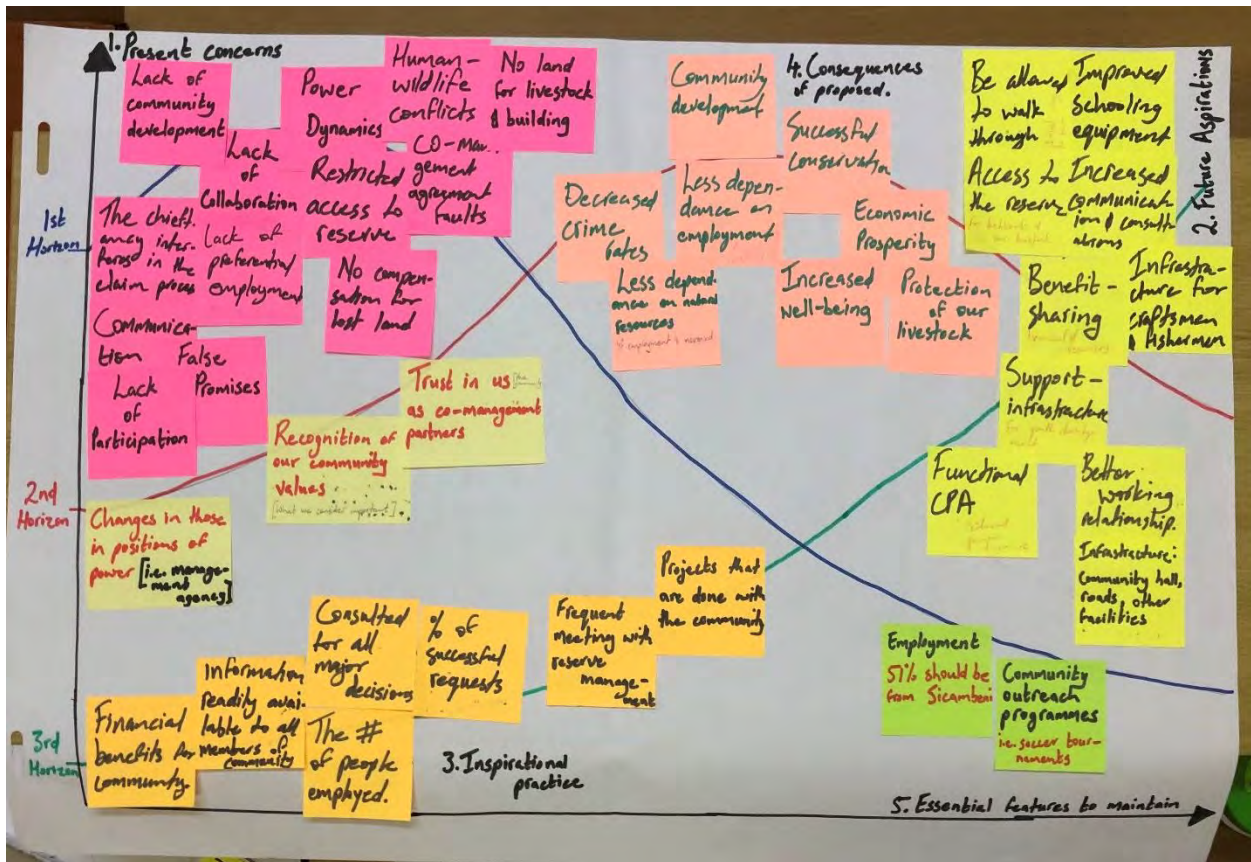 1. Present concerns
Lack of
community
development
Power
Dynamics
Human-
wildlife
conflicts
No land
for livestock
& building
Lack
of
Collaboration
Restricted
access to
reserve
CO-man
gement
agreement
faults
The chieft
ancy inter-
feres in the
claim process
lack of
preferential
employment
No compen-
sation for
lost land
Communica-
tion
False
Promises
Lack
of
Participation
1st
Horizon
2nd
Horizon
3rd
Horizon
Trust in us
as co-management
partners
Recognition of
our community
values
[What we consider important]
Changes in those
in positions of
power [i.e. manage-
ment
agency]
4. Consequences
of proposed.
Community
development
Successful
Conservation
Decreased
crime
rates
Less depen-
dance on
employment
Economic
Prosperity
Less depend-
ance on natural
resources
Increased
well-being
Protection
of our
livestock
2. Future Aspirations
Be allowed
to walk
through
Improved
schooling
equipment
Access to
the reserve
Increased
communicat-
ion & consult-
ations
Benefit-
sharing
Infrastru-
cture for
craftsmen
& fishermen
Support-
infrastructure
Functional
CPA
Better
working
relationship.
Infrastructure:
community hall,
roads, other
facilities
Financial
benefits for
community.
Information
readily avai-
lable to all
members of
community
Consulted
for all
major
decisions
The #
of people
employed.
% of
successful
requests
Frequent
meeting with
reserve
manage-
ment
Projects that
are done with
the community
3. Inspirational
practice
Employment
51% should be
from Sicambeni
Community
outreach
programmes
i.e. soccer tour-
naments
5. Essential features to maintain